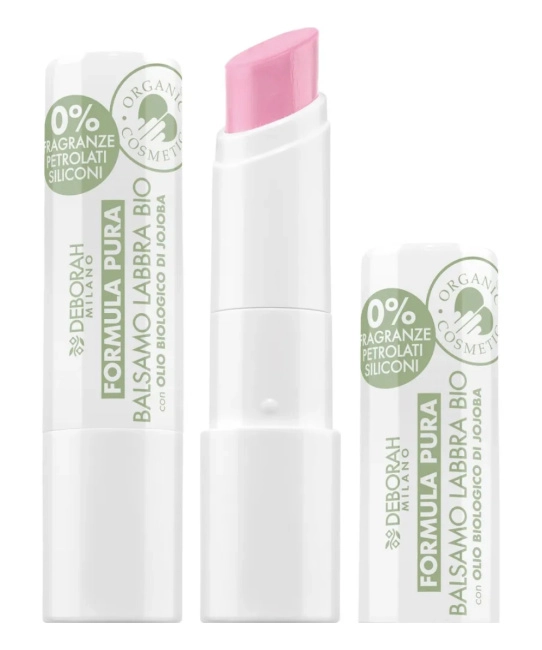 0%
FRAGRANZE
PETROLATI
SILICONI
ORGANIC
COSMETIC
DEBORAH
MILANO
FORMULA PURA
BALSAMO LABBRA BIO
con OLIO BIOLOGICO DI JOJOBA
0%
FRAGRANZE
PETROLATI
SILICONI
ORGANIC
COSMETIC
DEBORAH
MILANO
FORMULA PURA
BALSAMO LABBRA BIO
con OLIO BIOLOGICO DI JOJOBA